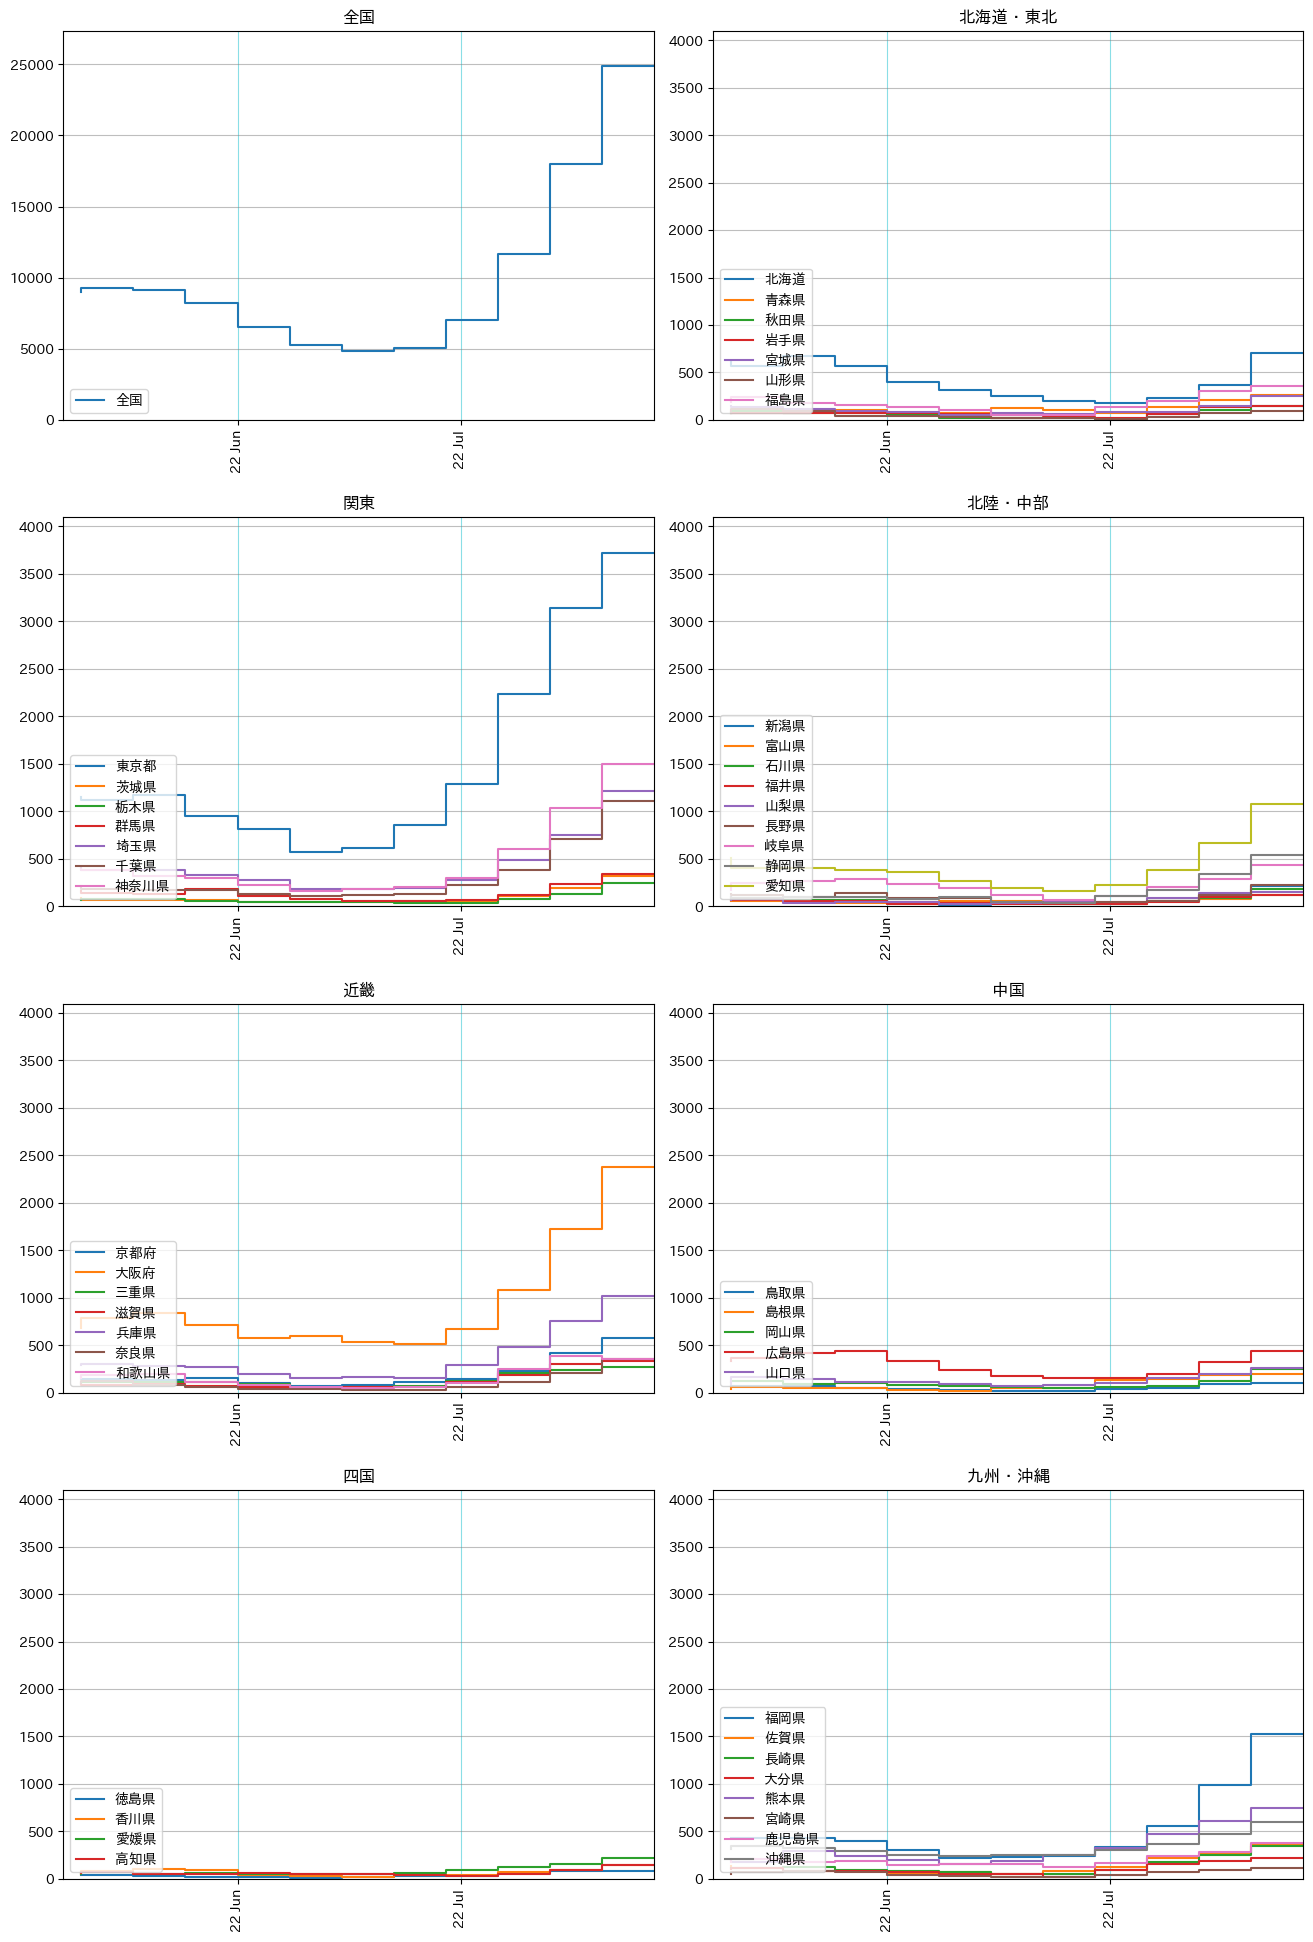 全国
25000
20000
15000
10000
5000
0
全国
22 Jun
22 Jul
北海道・東北
4000
3500
3000
2500
2000
1500
1000
500
0
北海道
青森県
秋田県
岩手県
宮城県
山形県
福島県
22 Jun
22 Jul
関東
4000
3500
3000
2500
2000
1500
1000
500
0
東京都
茨城県
栃木県
群馬県
埼玉県
千葉県
神奈川県
22 Jun
22 Jul
北陸・中部
4000
3500
3000
2500
2000
1500
1000
500
0
新潟県
富山県
石川県
福井県
山梨県
長野県
岐阜県
静岡県
愛知県
22 Jun
22 Jul
近畿
4000
3500
3000
2500
2000
1500
1000
500
0
京都府
大阪府
三重県
滋賀県
兵庫県
奈良県
和歌山県
22 Jun
22 Jul
中国
4000
3500
3000
2500
2000
1500
1000
500
0
鳥取県
島根県
岡山県
広島県
山口県
22 Jun
22 Jul
四国
4000
3500
3000
2500
2000
1500
1000
500
0
徳島県
香川県
愛媛県
高知県
22 Jun
22 Jul
九州・沖縄
4000
3500
3000
2500
2000
1500
1000
500
0
福岡県
佐賀県
長崎県
大分県
熊本県
宮崎県
鹿児島県
沖縄県
22 Jun
22 Jul